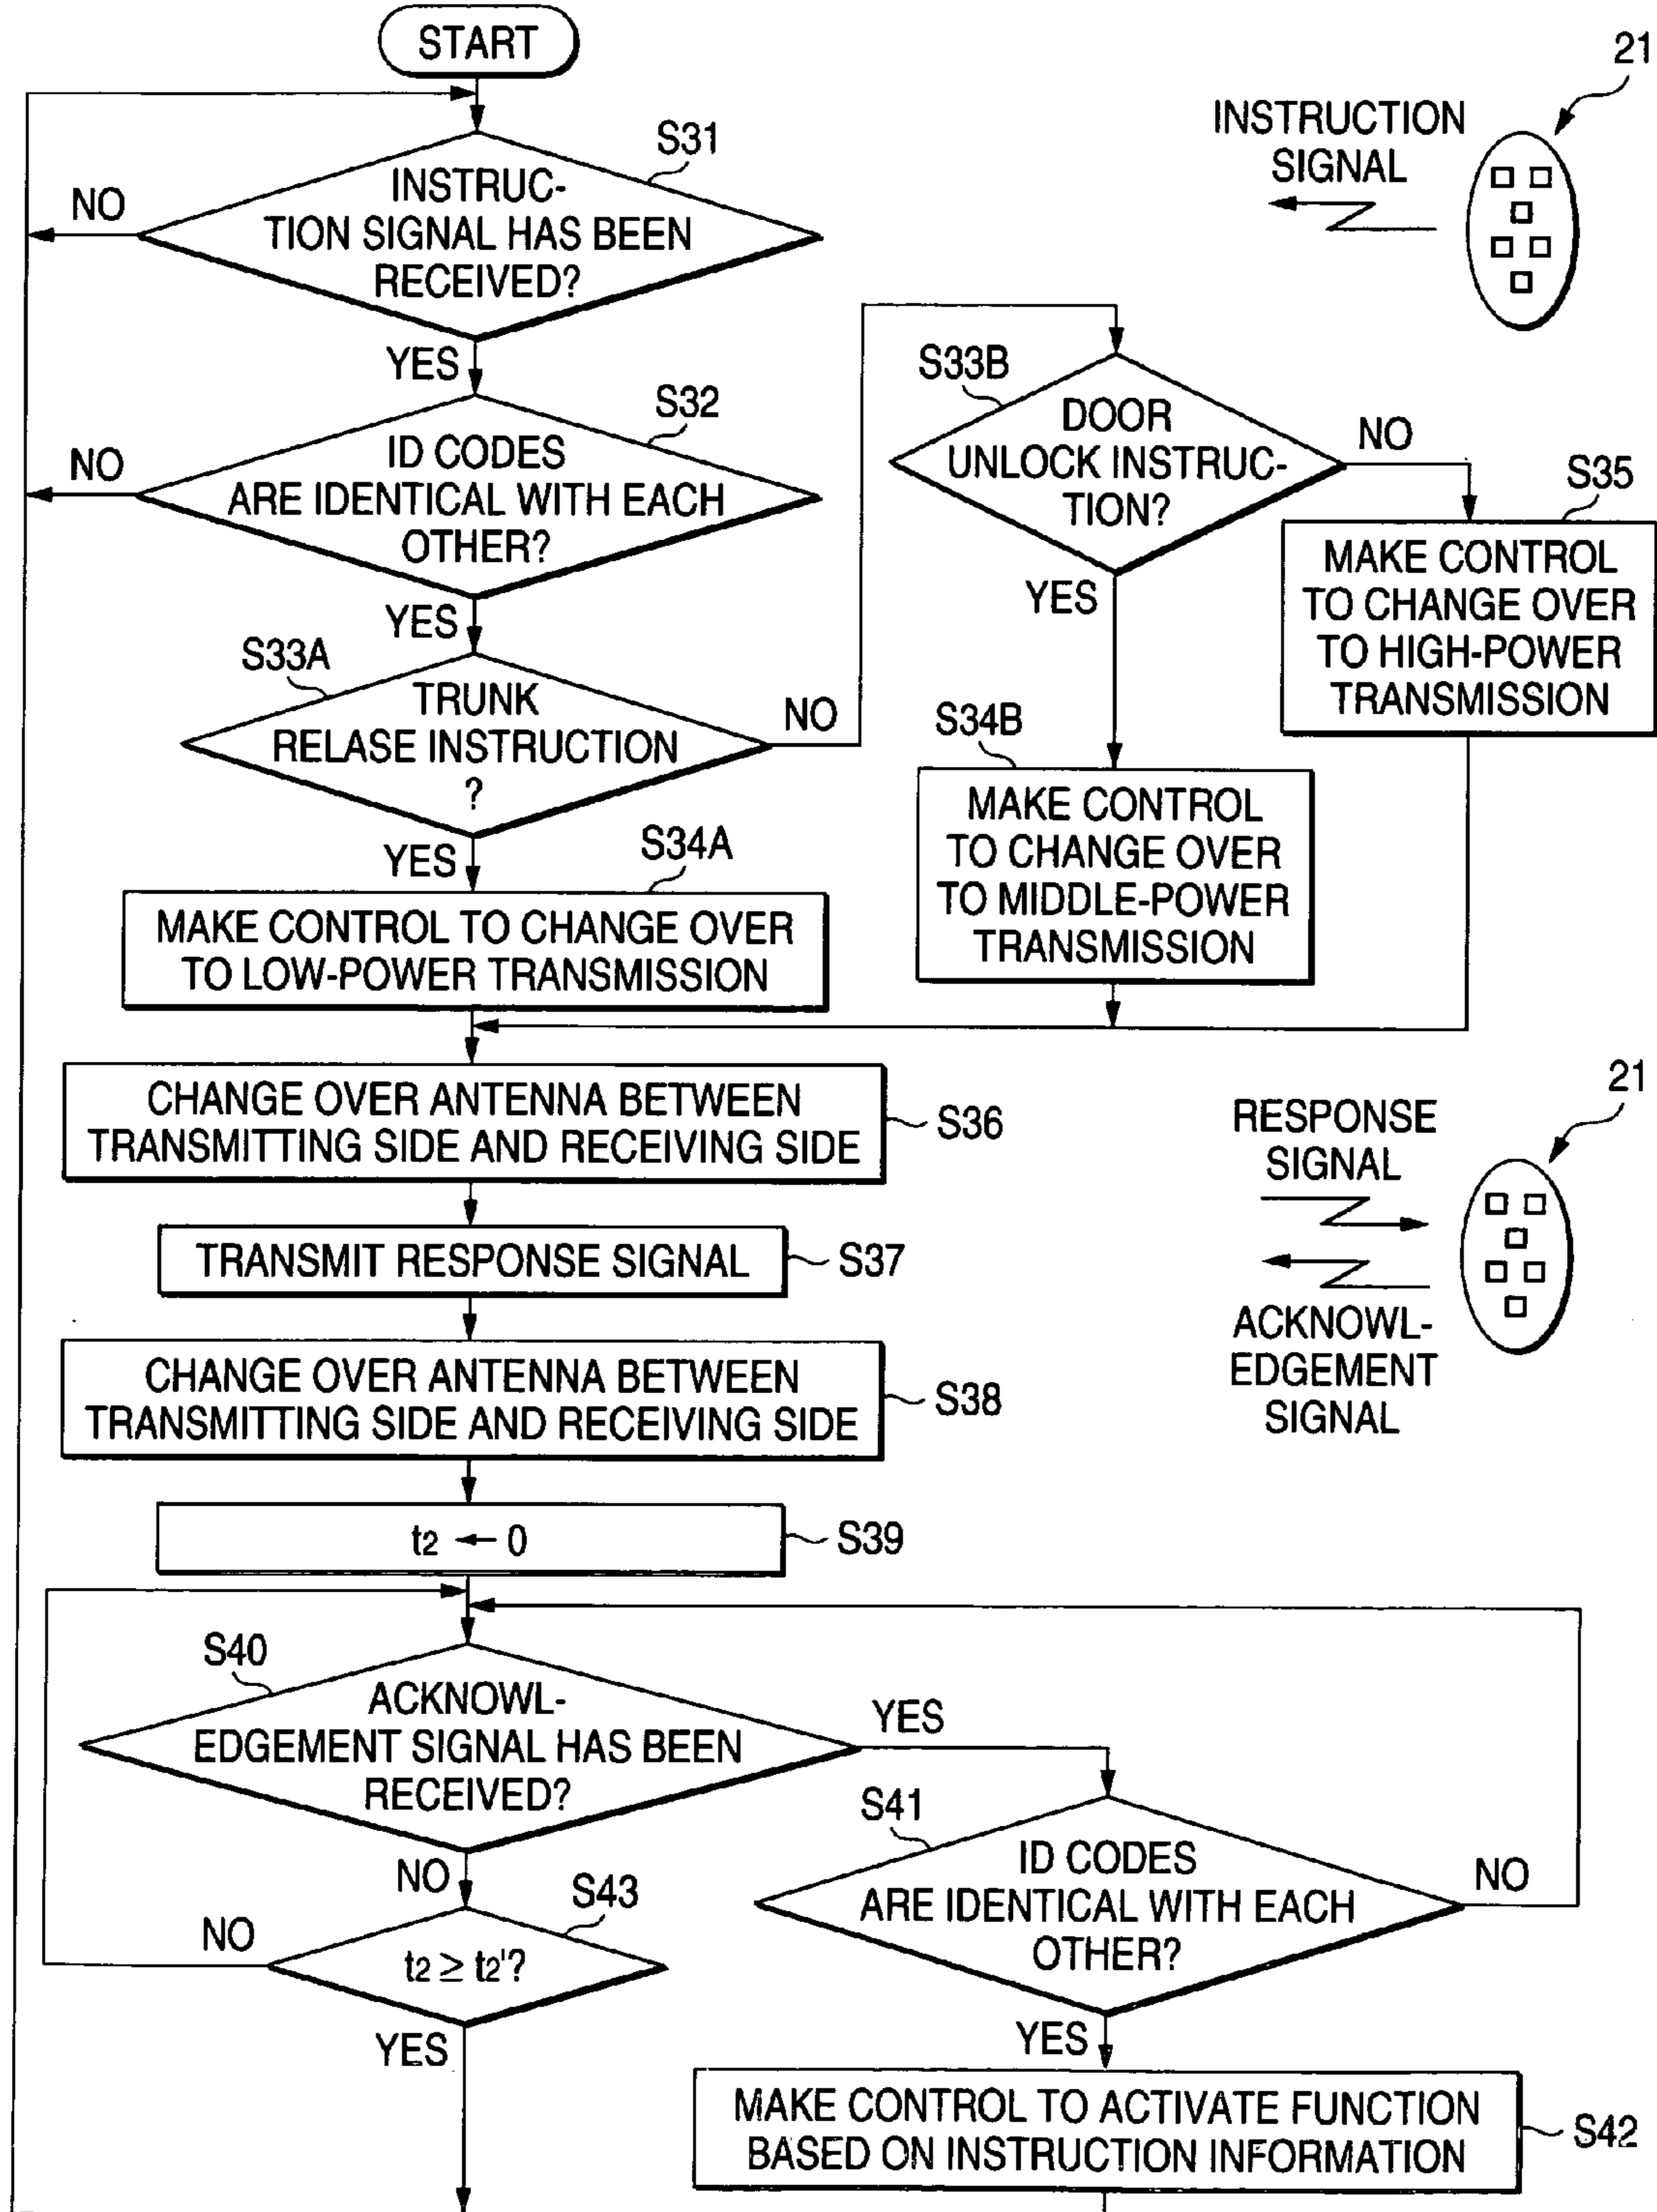 START
21
INSTRUCTION
SIGNAL
S31
INSTRUC-
TION SIGNAL HAS BEEN
RECEIVED?
NO
YES
S32
ID CODES
ARE IDENTICAL WITH EACH
OTHER?
NO
YES
S33A
TRUNK
RELASE INSTRUCTION
?
NO
YES
S33B
DOOR
UNLOCK INSTRUC-
TION?
NO
YES
S35
MAKE CONTROL
TO CHANGE OVER
TO HIGH-POWER
TRANSMISSION
S34B
MAKE CONTROL
TO CHANGE OVER
TO MIDDLE-POWER
TRANSMISSION
S34A
MAKE CONTROL TO CHANGE OVER
TO LOW-POWER TRANSMISSION
CHANGE OVER ANTENNA BETWEEN
TRANSMITTING SIDE AND RECEIVING SIDE
S36
21
RESPONSE
SIGNAL
ACKNOWL-
EDGEMENT
SIGNAL
TRANSMIT RESPONSE SIGNAL
S37
CHANGE OVER ANTENNA BETWEEN
TRANSMITTING SIDE AND RECEIVING SIDE
S38
t2 ← 0
S39
S40
ACKNOWL-
EDGEMENT SIGNAL HAS BEEN
RECEIVED?
YES
NO
S41
ID CODES
ARE IDENTICAL WITH EACH
OTHER?
NO
YES
S43
t2 ≥ t2'?
NO
YES
MAKE CONTROL TO ACTIVATE FUNCTION
BASED ON INSTRUCTION INFORMATION
S42